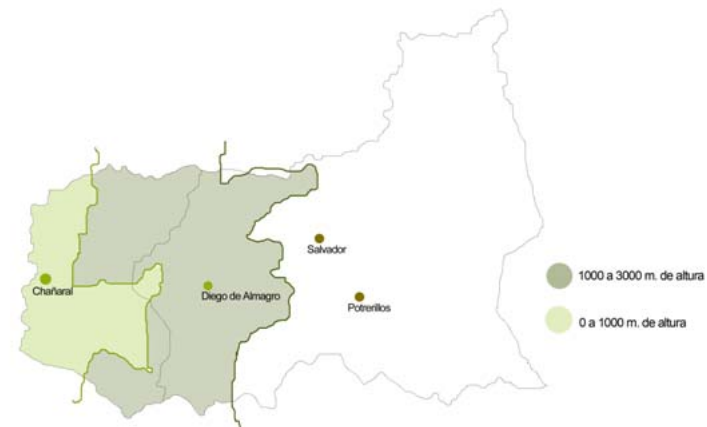 Salvador
1000 a 3000 m. de altura
Chañaral
Diego de Almagro
Potrerillos
0 a 1000 m. de altura